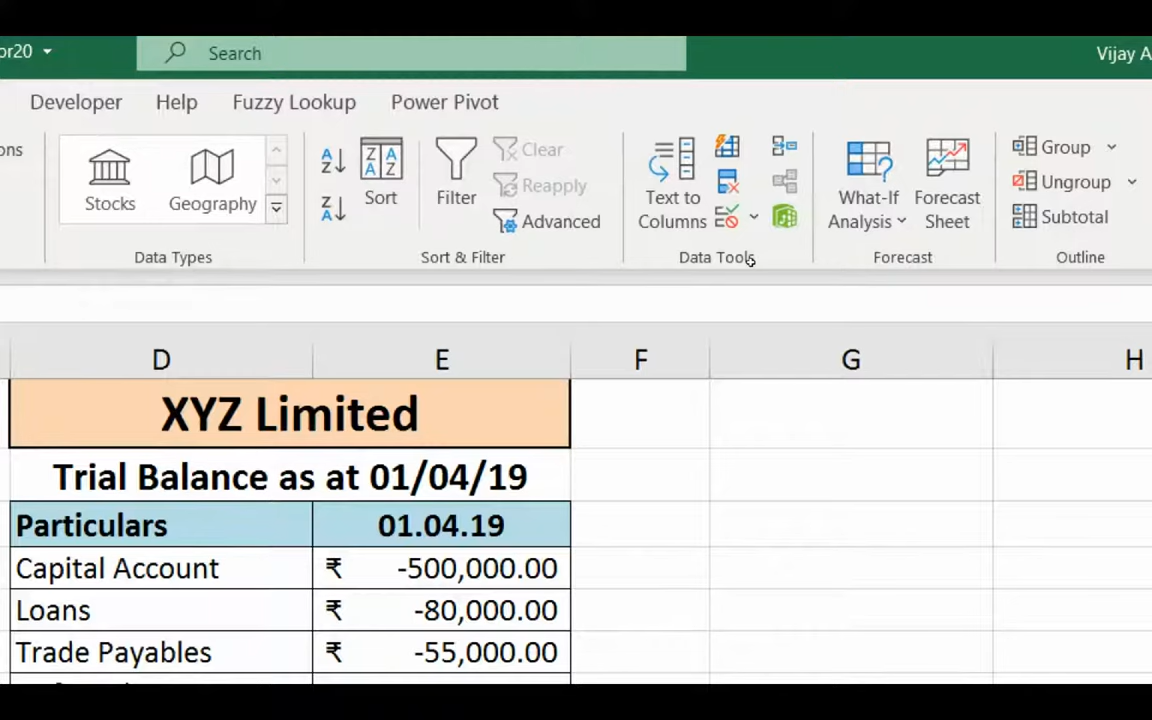 or20
Search
Vijay A
Developer
Help
Fuzzy Lookup
Power Pivot
ons
Stocks
Geography
Data Types
A
Z
Z
A
Z A
A Z
Sort
Filter
Clear
Reapply
Advanced
Sort & Filter
Text to
Columns
Data Tools
What-If
Analysis
Forecast
Sheet
Forecast
Group
Ungroup
Subtotal
Outline
D
E
F
G
H
XYZ Limited
Trial Balance as at 01/04/19
Particulars 01.04.19
Capital Account ₹ -500,000.00
Loans ₹ -80,000.00
Trade Payables ₹ -55,000.00